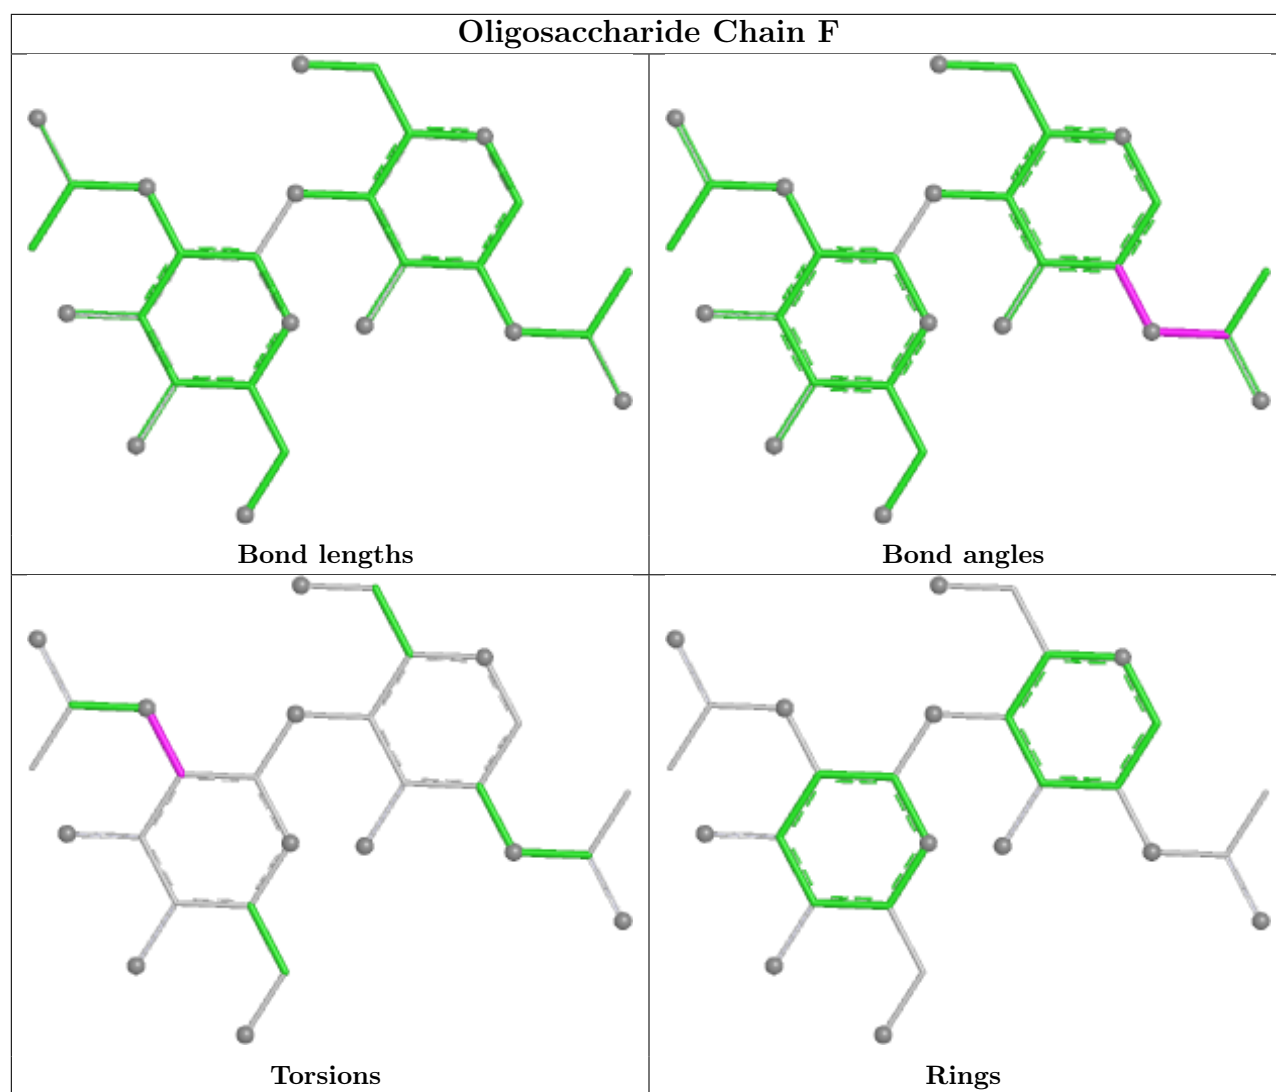 Oligosaccharide Chain F
Bond lengths
Bond angles
Torsions
Rings